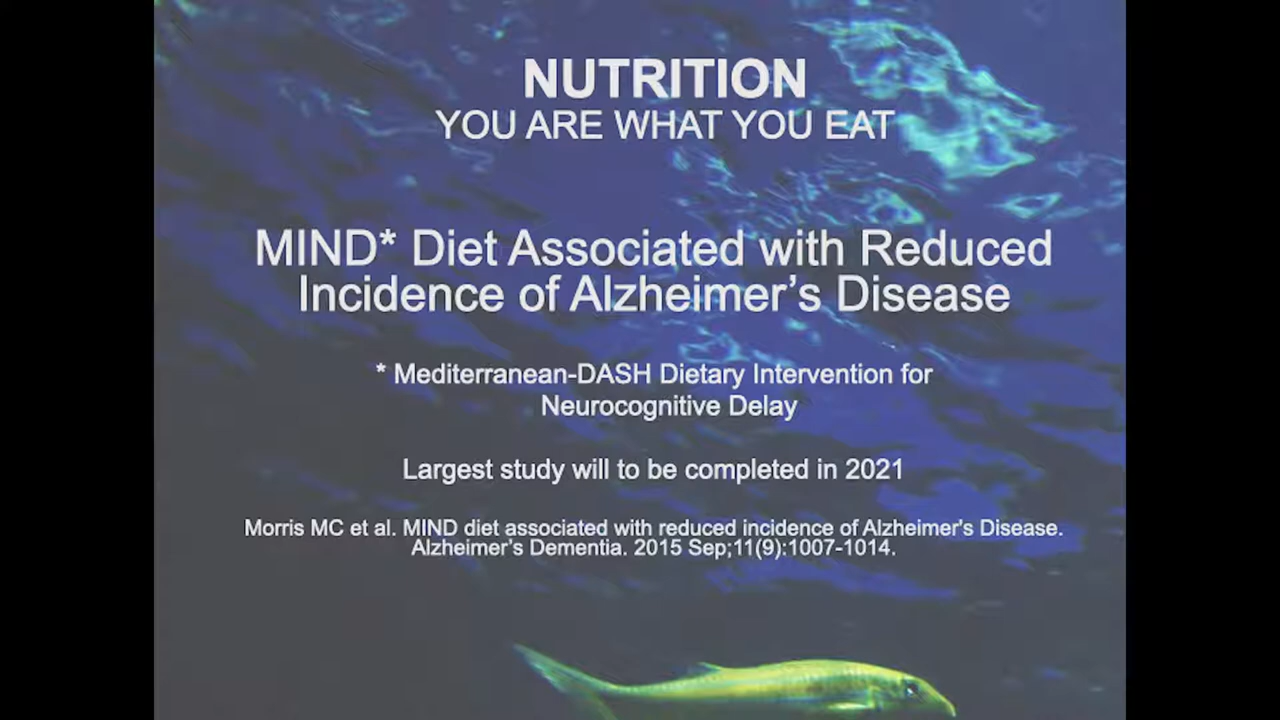 NUTRITION
YOU ARE WHAT YOU EAT
MIND* Diet Associated with Reduced
Incidence of Alzheimer’s Disease
* Mediterranean-DASH Dietary Intervention for
Neurocognitive Delay
Largest study will to be completed in 2021
Morris MC et al. MIND diet associated with reduced incidence of Alzheimer's Disease.
Alzheimer’s Dementia. 2015 Sep;11(9):1007-1014.